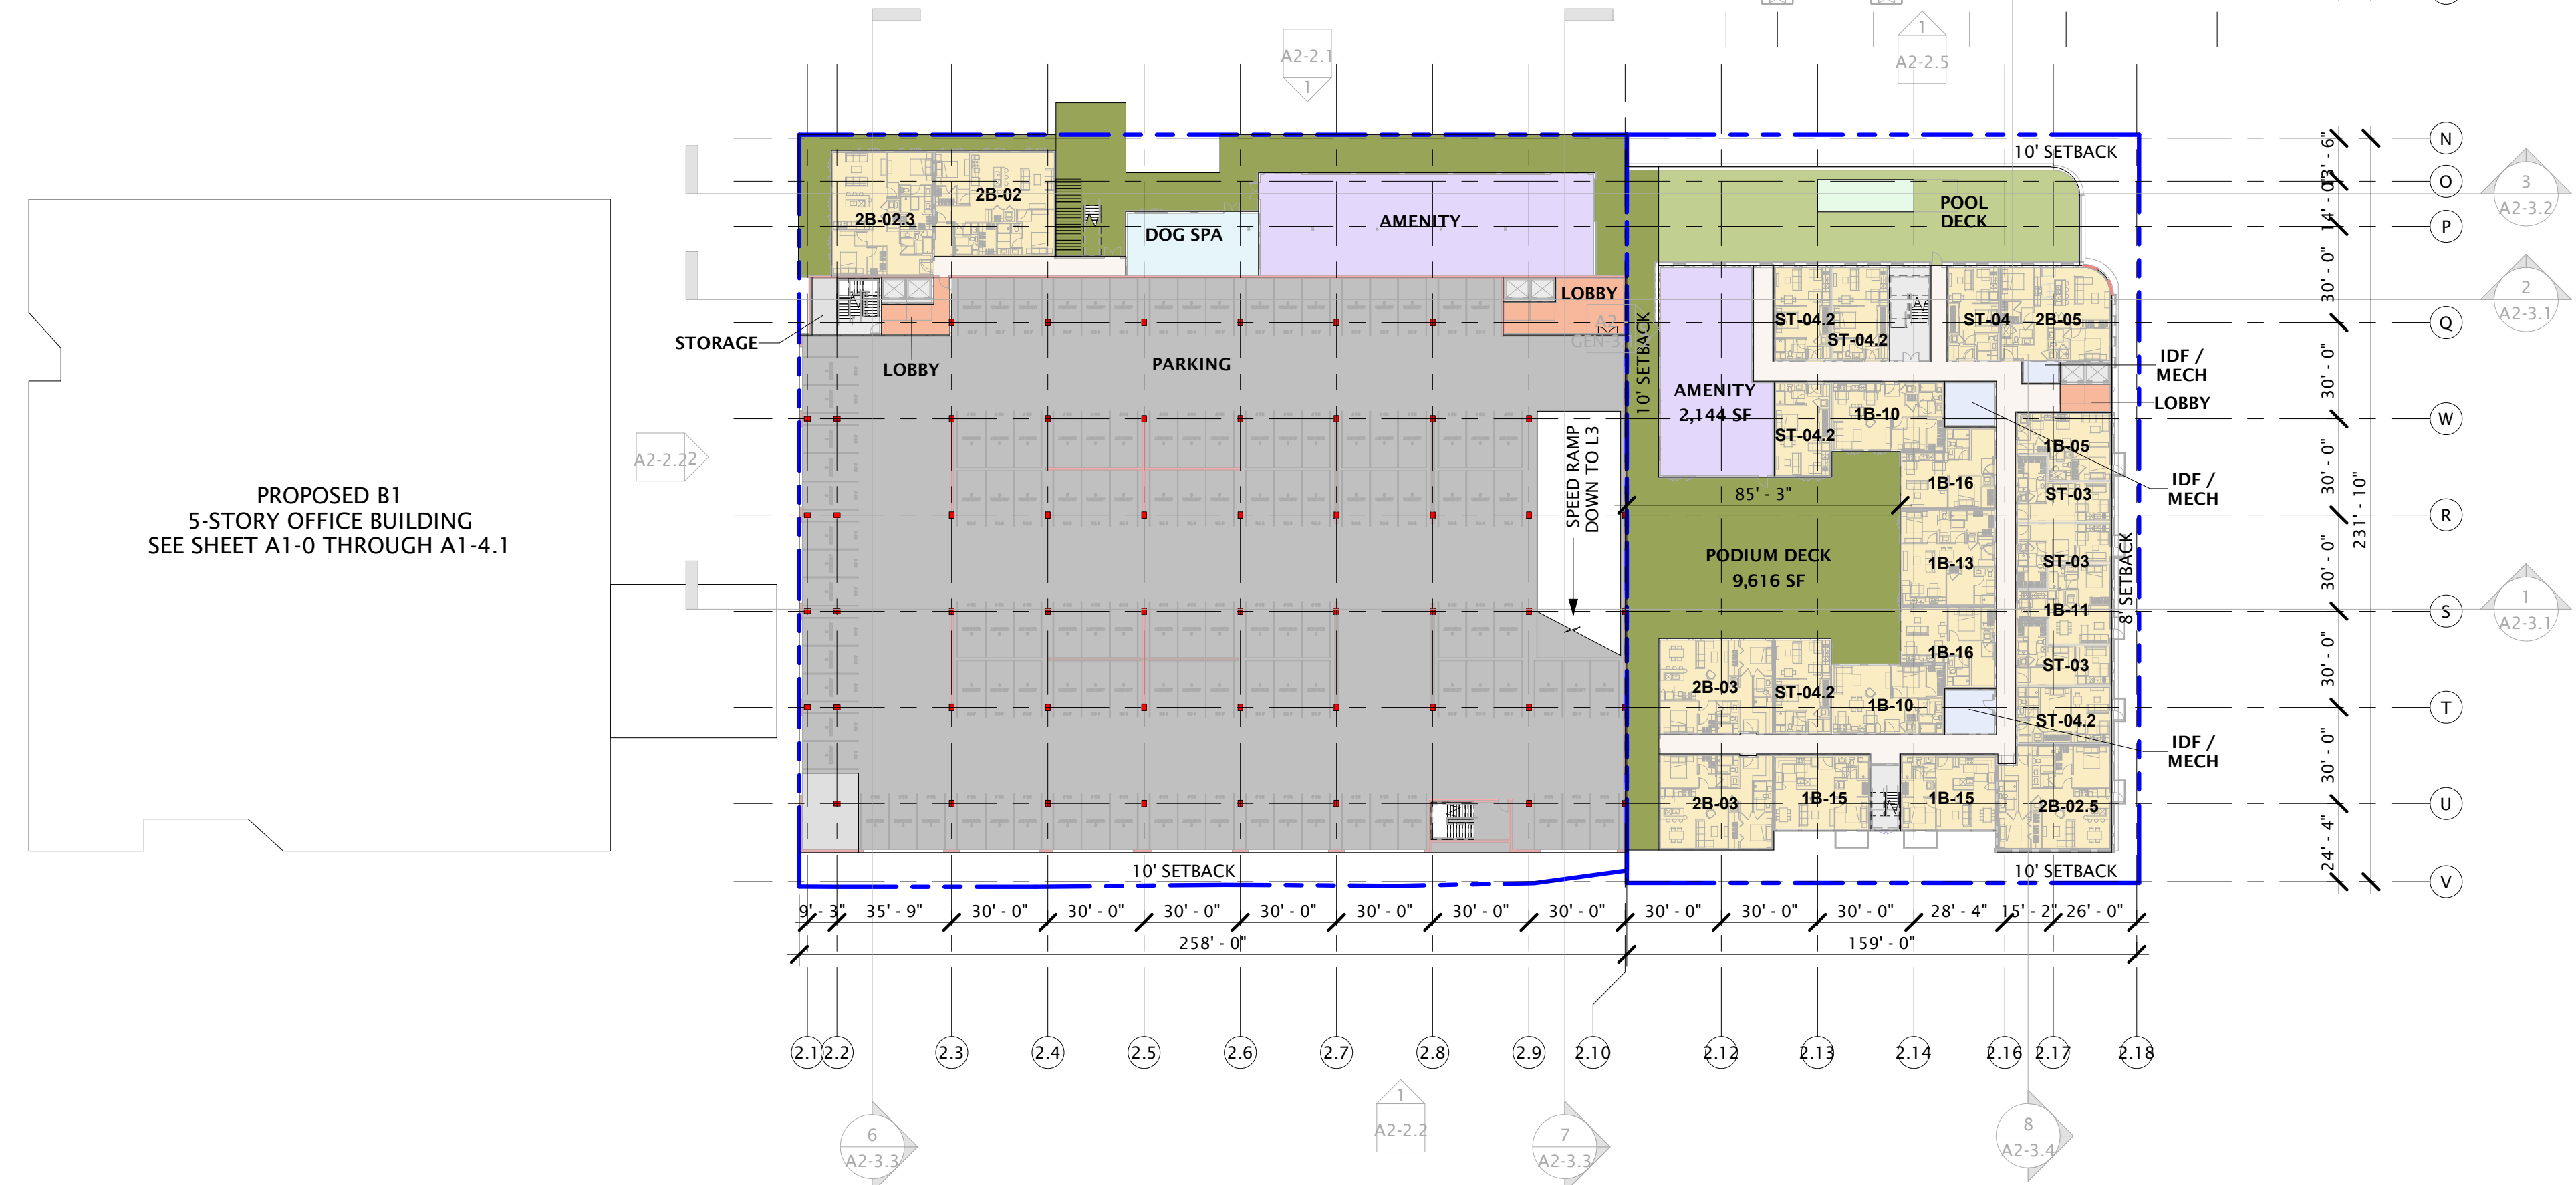 1
A2-2.1
1
A2-2.5
N
10' SETBACK
3' - 6"
O
3
A2-3.2
14' - 0"
P
2B-02.3
2B-02
DOG SPA
AMENITY
POOL
DECK
30' - 0"
2
A2-3.1
LOBBY
STORAGE
LOBBY
PARKING
10' SETBACK
ST-04.2
ST-04.2
ST-04
2B-05
Q
IDF /
MECH
LOBBY
30' - 0"
AMENITY
2,144 SF
ST-04.2
1B-10
1B-05
W
A2-2.2
2
SPEED RAMP
DOWN TO L3
85' - 3"
1B-16
ST-03
IDF /
MECH
30' - 0"
231' - 10"
R
PROPOSED B1
5-STORY OFFICE BUILDING
SEE SHEET A1-0 THROUGH A1-4.1
PODIUM DECK
9,616 SF
1B-13
ST-03
8' SETBACK
30' - 0"
1B-11
S
1
A2-3.1
1B-16
ST-03
30' - 0"
2B-03
ST-04.2
1B-10
ST-04.2
T
IDF /
MECH
30' - 0"
2B-03
1B-15
1B-15
2B-02.5
U
24' - 4"
10' SETBACK
10' SETBACK
V
9' - 3"
35' - 9"
30' - 0"
30' - 0"
30' - 0"
30' - 0"
30' - 0"
30' - 0"
30' - 0"
30' - 0"
30' - 0"
30' - 0"
28' - 4"
15' - 2"
26' - 0"
258' - 0"
159' - 0"
2.1
2.2
2.3
2.4
2.5
2.6
2.7
2.8
2.9
2.10
2.12
2.13
2.14
2.16
2.17
2.18
6
A2-3.3
1
A2-2.2
7
A2-3.3
8
A2-3.4